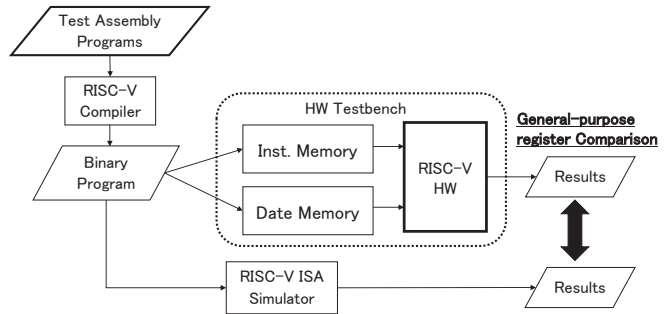 Test Assembly
Programs
RISC-V
Compiler
Binary
Program
HW Testbench
Inst. Memory
Date Memory
RISC-V
HW
General-purpose
register Comparison
Results
RISC-V ISA
Simulator
Results